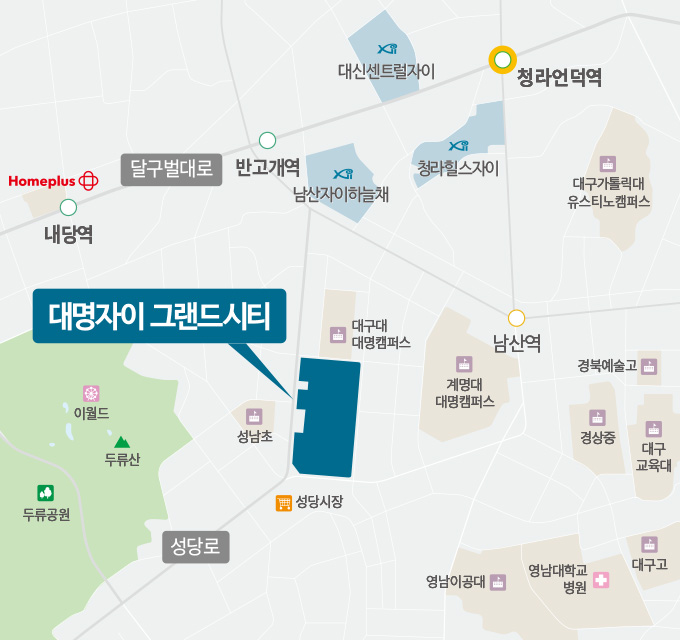 대신센트럴자이
청라언덕역
달구벌대로
반고개역
청라힐스자이
Homeplus
남산자이하늘채
대구가톨릭대
유스티노캠퍼스
내당역
대명자이 그랜드시티
대구대
대명캠퍼스
남산역
경북예술고
계명대
대명캠퍼스
이월드
성남초
경상중
대구
교육대
두류산
두류공원
성당시장
성당로
대구고
영남이공대
영남대학교
병원